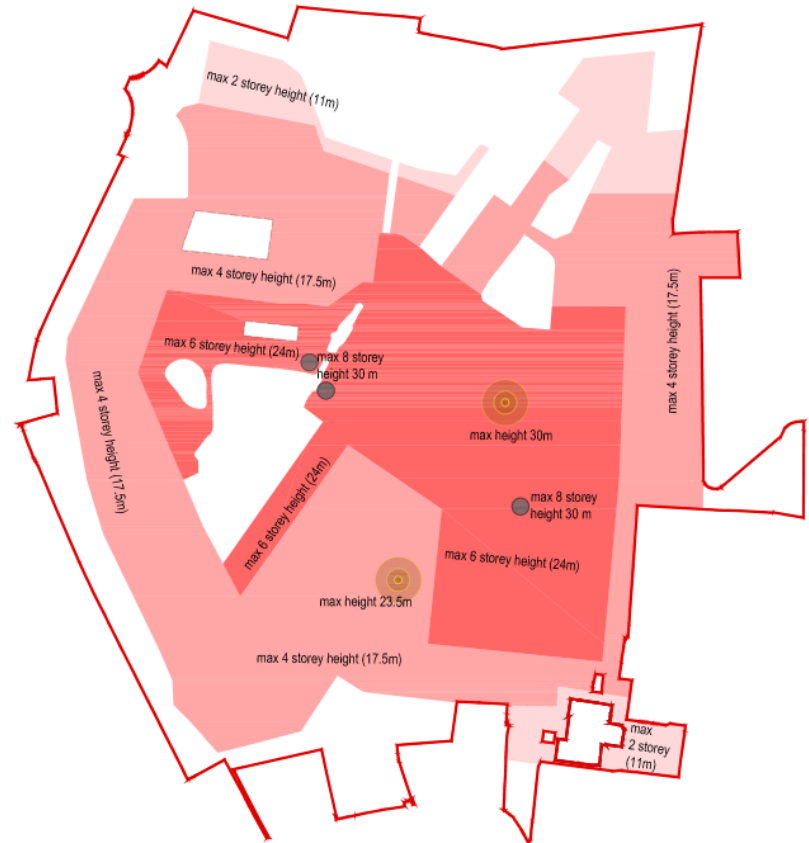 max 2 storey height (11m)
max 4 storey height (17.5m)
max 4 storey height (17.5m)
max 6 storey height (24m)
max 8 storey
height 30 m
max 4 storey height (17.5m)
max height 30m
max 6 storey height (24m)
max 8 storey
height 30 m
max 6 storey height (24m)
max height 23.5m
max 4 storey height (17.5m)
max
2 storey
(11m)